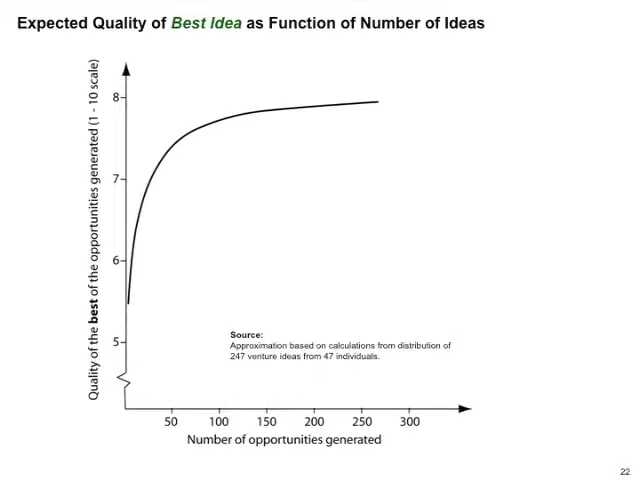 Expected Quality of Best Idea as Function of Number of Ideas
Quality of the best of the opportunities generated (1 - 10 scale)
8
7
6
5
Source:
Approximation based on calculations from distribution of
247 venture ideas from 47 individuals.
50 100 150 200 250 300
Number of opportunities generated
22